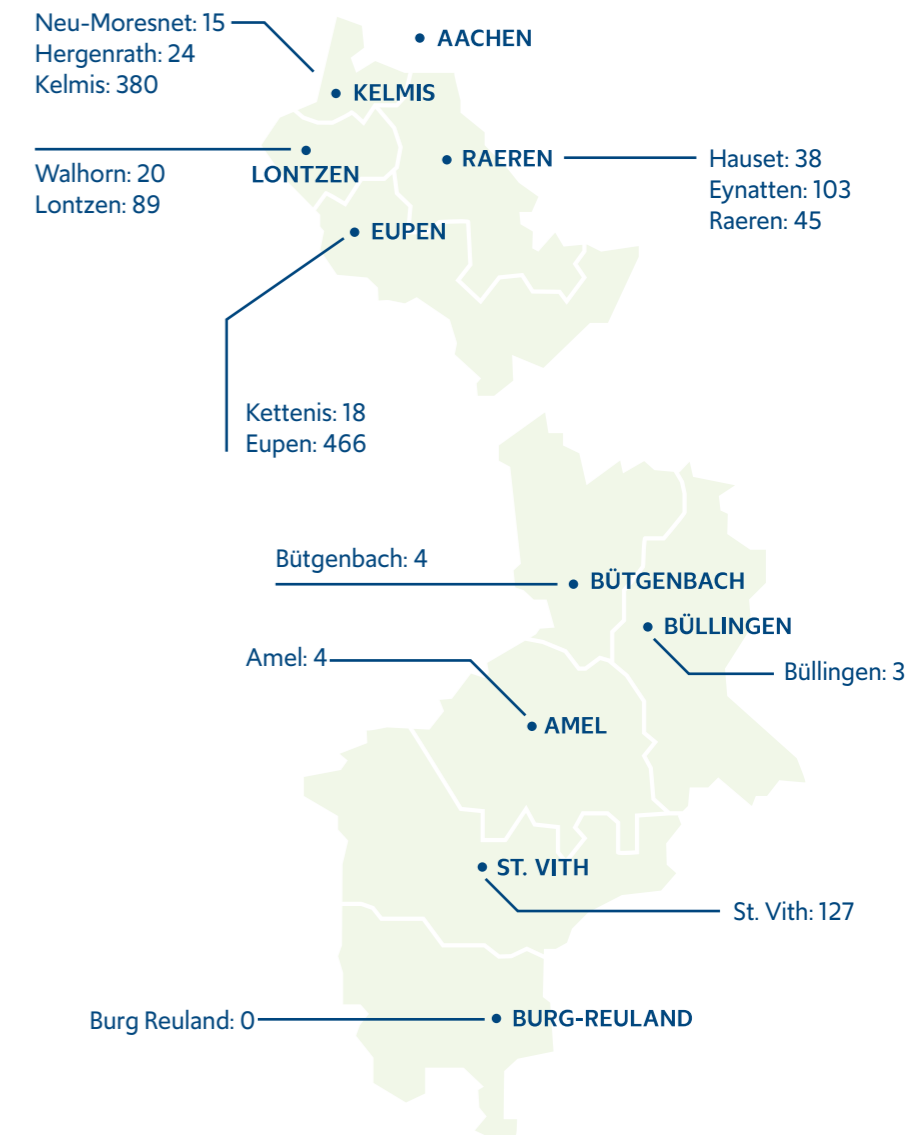 Neu-Moresnet: 15
Hergenrath: 24
Kelmis: 380
AACHEN
KELMIS
Walhorn: 20
Lontzen: 89
LONTZEN
RAEREN
Hauset: 38
Eynatten: 103
Raeren: 45
EUPEN
Kettenis: 18
Eupen: 466
Bütgenbach: 4
BÜTGENBACH
BÜLLINGEN
Büllingen: 3
Amel: 4
AMEL
ST. VITH
St. Vith: 127
Burg Reuland: 0
BURG-REULAND